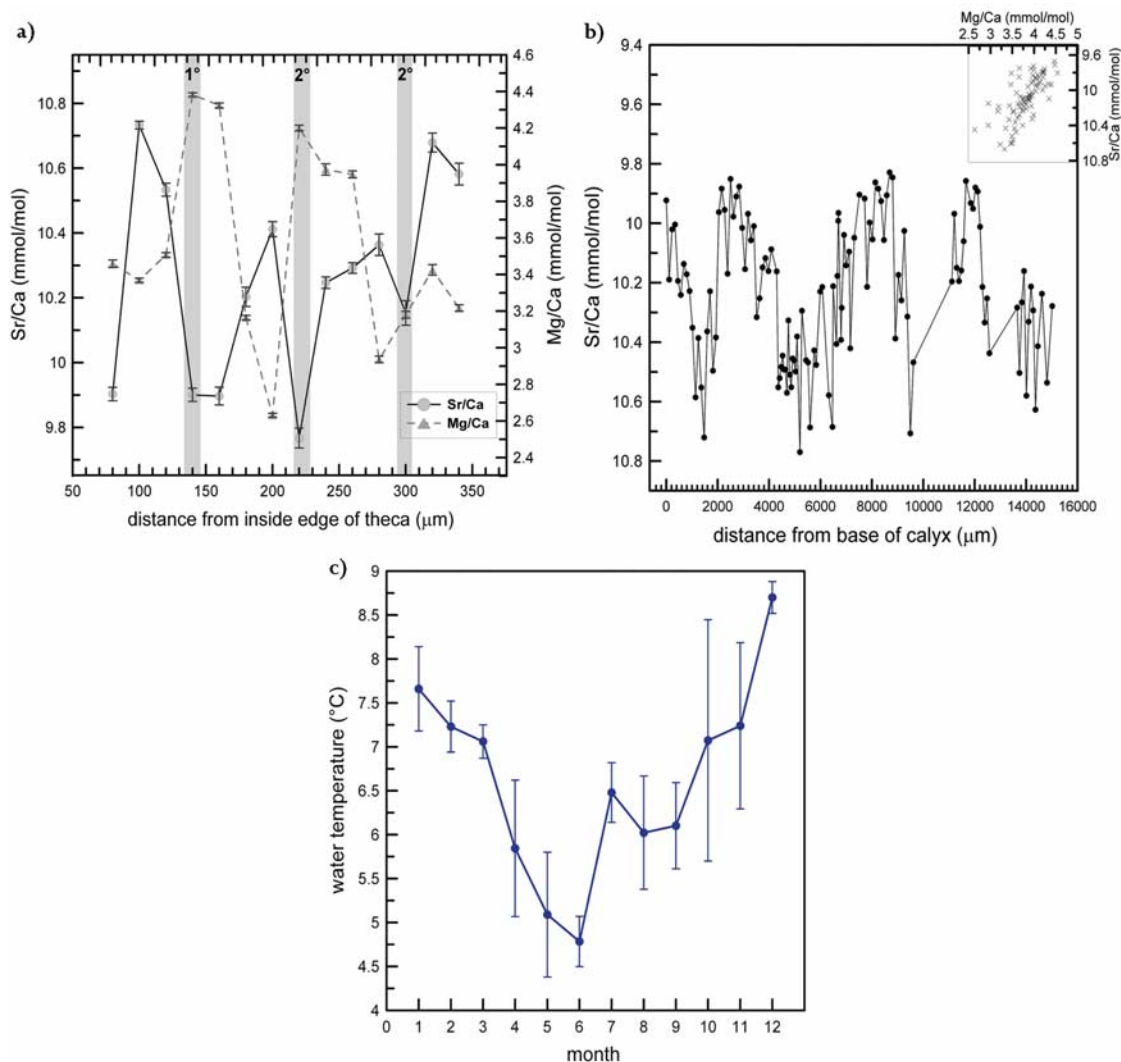 a)
Sr/Ca (mmol/mol)
10.8
10.6
10.4
10.2
10
9.8
1° 2° 2°
4.6
4.4
4.2
4
3.8
3.6
3.4
3.2
3
2.8
2.6
2.4
Mg/Ca (mmol/mol)
Sr/Ca
Mg/Ca
50 100 150 200 250 300 350
distance from inside edge of theca (μm)
b)
Mg/Ca (mmol/mol)
2.5 3 3.5 4 4.5 5
9.6
10
10.4
10.8
Sr/Ca (mmol/mol)
9.4
9.6
9.8
10
10.2
10.4
10.6
10.8
Sr/Ca (mmol/mol)
0 2000 4000 6000 8000 10000 12000 14000 16000
distance from base of calyx (μm)
c)
9
8.5
8
7.5
7
6.5
6
5.5
5
4.5
4
water temperature (°C)
0 1 2 3 4 5 6 7 8 9 10 11 12
month